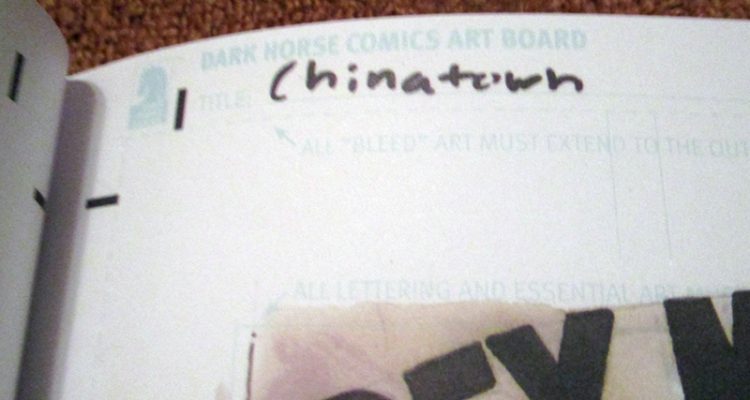 DARK HORSE COMICS ART BOARD
TITLE: Chinatown
ALL "BLEED" ART MUST EXTEND TO THE OUT
ALL LETTERING AND ESSENTIAL ART MUS